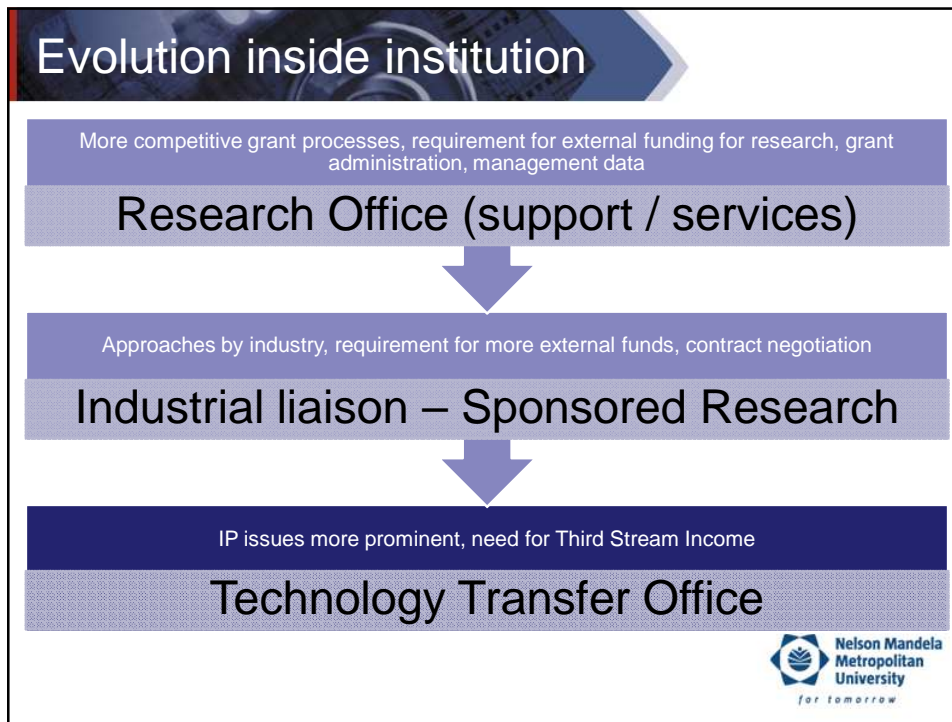 Evolution inside institution
More competitive grant processes, requirement for external funding for research, grant
administration, management data
Research Office (support / services)
Approaches by industry, requirement for more external funds, contract negotiation
Industrial liaison – Sponsored Research
IP issues more prominent, need for Third Stream Income
Technology Transfer Office
Nelson Mandela
Metropolitan
University
for tomorrow